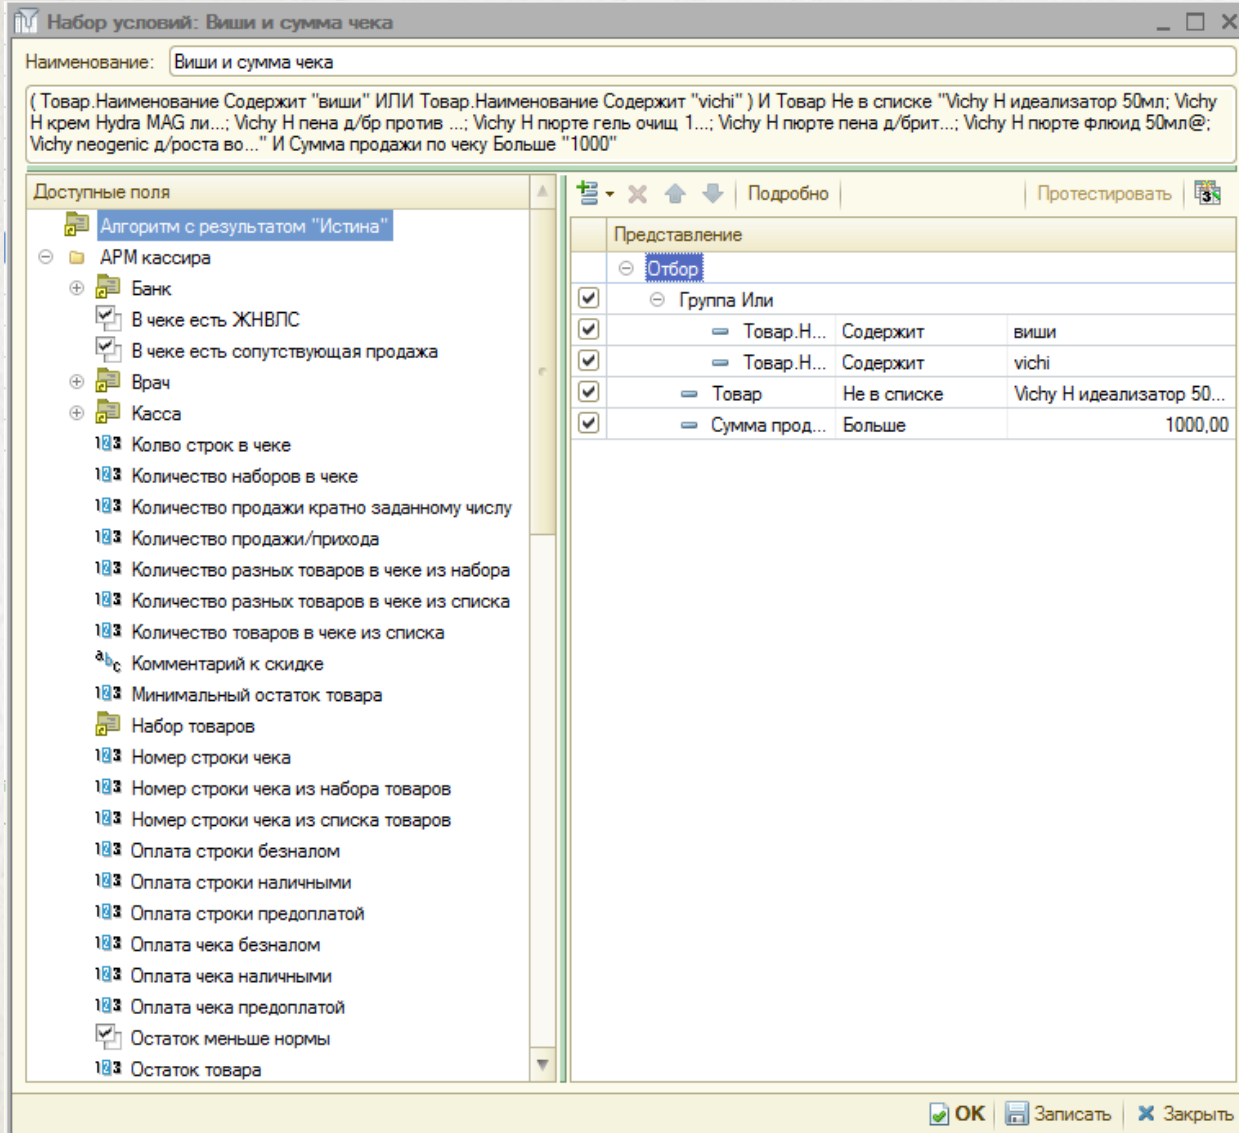 Набор условий: Виши и сумма чека
Наименование: Виши и сумма чека
( Товар.Наименование Содержит "виши" ИЛИ Товар.Наименование Содержит "vichi" ) И Товар Не в списке "Vichy Н идеализатор 50мл; Vichy
Н крем Hydra MAG ли...; Vichy Н пена д/бр против ...; Vichy Н пюрте гель очищ 1...; Vichy Н пюрте пена д/брит...; Vichy Н пюрте флюид 50мл@;
Vichy neogenic д/роста во..." И Сумма продажи по чеку Больше "1000"
Доступные поля
Алгоритм с результатом "Истина"
АРМ кассира
Банк
В чеке есть ЖНВЛС
В чеке есть сопутствующая продажа
Врач
Касса
Колво строк в чеке
Количество наборов в чеке
Количество продажи кратно заданному числу
Количество продажи/прихода
Количество разных товаров в чеке из набора
Количество разных товаров в чеке из списка
Количество товаров в чеке из списка
Комментарий к скидке
Минимальный остаток товара
Набор товаров
Номер строки чека
Номер строки чека из набора товаров
Номер строки чека из списка товаров
Оплата строки безналом
Оплата строки наличными
Оплата строки предоплатой
Оплата чека безналом
Оплата чека наличными
Оплата чека предоплатой
Остаток меньше нормы
Остаток товара
Подробно Протестировать
Представление
Отбор
Группа Или
Товар.Н... Содержит виши
Товар.Н... Содержит vichi
Товар Не в списке Vichy Н идеализатор 50...
Сумма прод... Больше 1000,00
OK Записать Закрыть